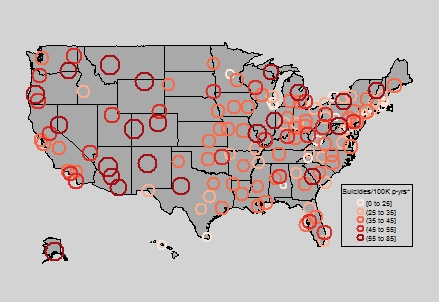 Suicides/100K p-yrs*
[0 to 25]
(25 to 35]
(35 to 45]
(45 to 55]
(55 to 85]